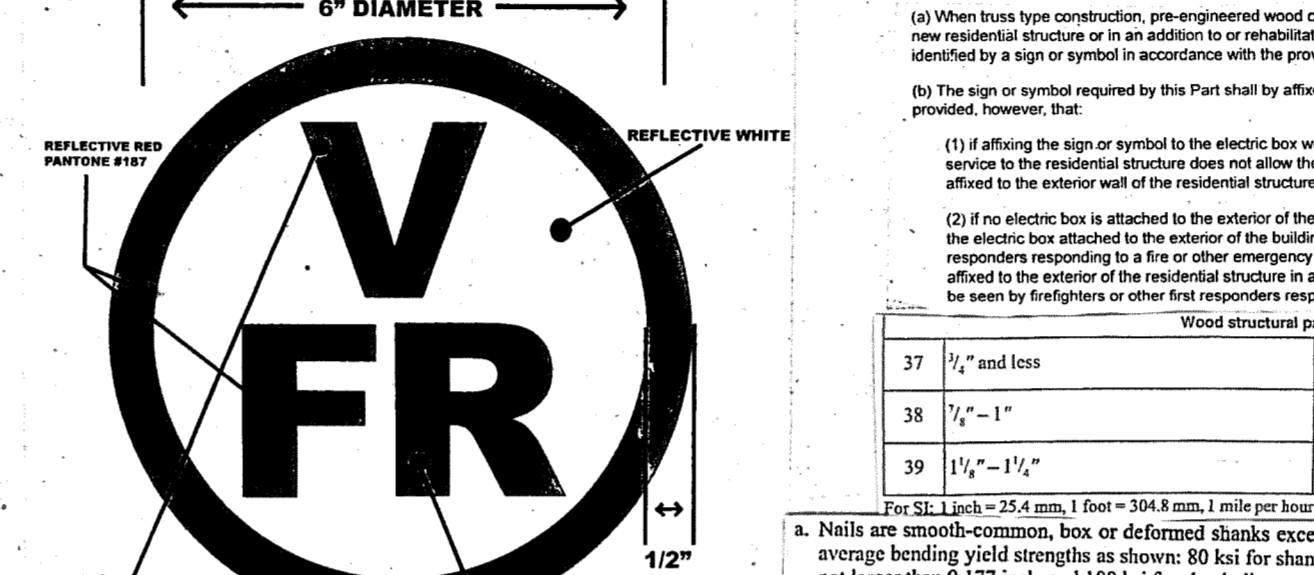 6” DIAMETER
REFLECTIVE RED
PANTONE #187
REFLECTIVE WHITE
V
FR
1/2”
(a) When truss type construction, pre-engineered wood
new residential structure or in an addition to or rehabilitat
identified by a sign or symbol in accordance with the prov
(b) The sign or symbol required by this Part shall by affix
provided, however, that:
(1) if affixing the sign or symbol to the electric box w
service to the residential structure does not allow the
affixed to the exterior wall of the residential structure
(2) if no electric box is attached to the exterior of the
the electric box attached to the exterior of the buildin
responders responding to a fire or other emergency
affixed to the exterior of the residential structure in a
be seen by firefighters or other first responders resp
Wood structural pa
37 3/4” and less
38 7/8” – 1”
39 1 1/8” – 1 1/4”
For SI: 1 inch = 25.4 mm, 1 foot = 304.8 mm, 1 mile per hour
a. Nails are smooth-common, box or deformed shanks exce
average bending yield strengths as shown: 80 ksi for shan